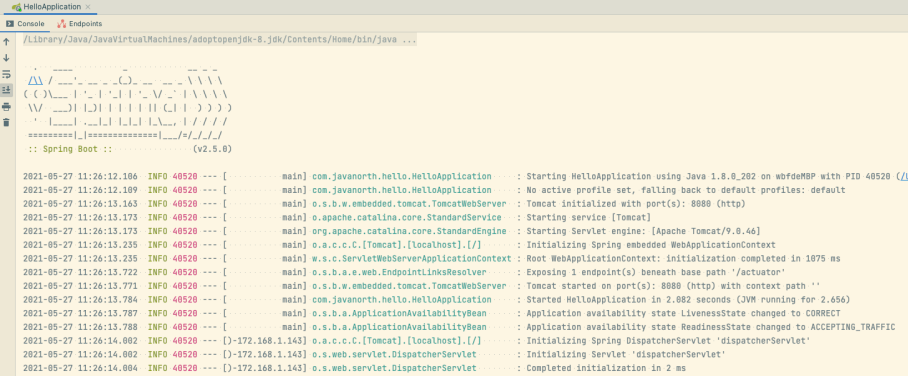 HelloApplication
Console Endpoints
/Library/Java/JavaVirtualMachines/adoptopenjdk-8.jdk/Contents/Home/bin/java ...
  .   ____          _            __ _ _
 /\\ / ___'_ __ _ _(_)_ __  __ _ \ \ \ \
( ( )\___ | '_ | '_| | '_ \/ _` | \ \ \ \
 \\/  ___)| |_)| | | | | || (_| |  ) ) ) )
  '  |____| .__|_| |_|_| |_\__, | / / / /
 =========|_|==============|___/=/_/_/_/
 :: Spring Boot ::                (v2.5.0)
2021-05-27 11:26:12.106  INFO 40520 --- [           main] com.javanorth.hello.HelloApplication     : Starting HelloApplication using Java 1.8.0_202 on wbfdeMBP with PID 40520 (/L
2021-05-27 11:26:12.109  INFO 40520 --- [           main] com.javanorth.hello.HelloApplication     : No active profile set, falling back to default profiles: default
2021-05-27 11:26:13.163  INFO 40520 --- [           main] o.s.b.w.embedded.tomcat.TomcatWebServer  : Tomcat initialized with port(s): 8080 (http)
2021-05-27 11:26:13.173  INFO 40520 --- [           main] o.apache.catalina.core.StandardService   : Starting service [Tomcat]
2021-05-27 11:26:13.173  INFO 40520 --- [           main] org.apache.catalina.core.StandardEngine  : Starting Servlet engine: [Apache Tomcat/9.0.46]
2021-05-27 11:26:13.235  INFO 40520 --- [           main] o.a.c.c.C.[Tomcat].[localhost].[/]       : Initializing Spring embedded WebApplicationContext
2021-05-27 11:26:13.235  INFO 40520 --- [           main] w.s.c.ServletWebServerApplicationContext : Root WebApplicationContext: initialization completed in 1075 ms
2021-05-27 11:26:13.722  INFO 40520 --- [           main] o.s.b.a.e.web.EndpointLinksResolver      : Exposing 1 endpoint(s) beneath base path '/actuator'
2021-05-27 11:26:13.771  INFO 40520 --- [           main] o.s.b.w.embedded.tomcat.TomcatWebServer  : Tomcat started on port(s): 8080 (http) with context path ''
2021-05-27 11:26:13.784  INFO 40520 --- [           main] com.javanorth.hello.HelloApplication     : Started HelloApplication in 2.082 seconds (JVM running for 2.656)
2021-05-27 11:26:13.787  INFO 40520 --- [           main] o.s.b.a.ApplicationAvailabilityBean      : Application availability state LivenessState changed to CORRECT
2021-05-27 11:26:13.788  INFO 40520 --- [           main] o.s.b.a.ApplicationAvailabilityBean      : Application availability state ReadinessState changed to ACCEPTING_TRAFFIC
2021-05-27 11:26:14.002  INFO 40520 --- [)-172.168.1.143] o.a.c.c.C.[Tomcat].[localhost].[/]       : Initializing Spring DispatcherServlet 'dispatcherServlet'
2021-05-27 11:26:14.002  INFO 40520 --- [)-172.168.1.143] o.s.web.servlet.DispatcherServlet        : Initializing Servlet 'dispatcherServlet'
2021-05-27 11:26:14.004  INFO 40520 --- [)-172.168.1.143] o.s.web.servlet.DispatcherServlet        : Completed initialization in 2 ms